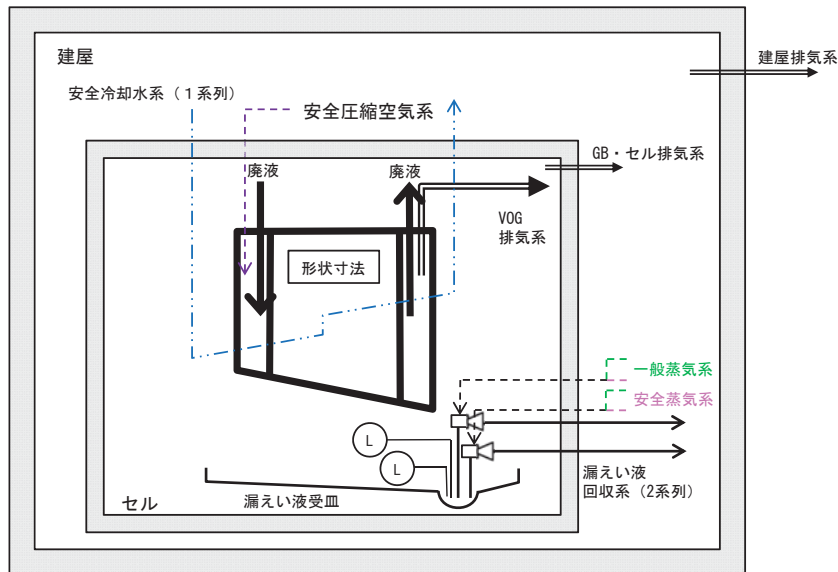 建屋
建屋排気系
安全冷却水系（１系列）
安全圧縮空気系
GB・セル排気系
廃液
廃液
VOG
排気系
形状寸法
一般蒸気系
安全蒸気系
L
L
漏えい液
回収系（2系列）
セル
漏えい液受皿